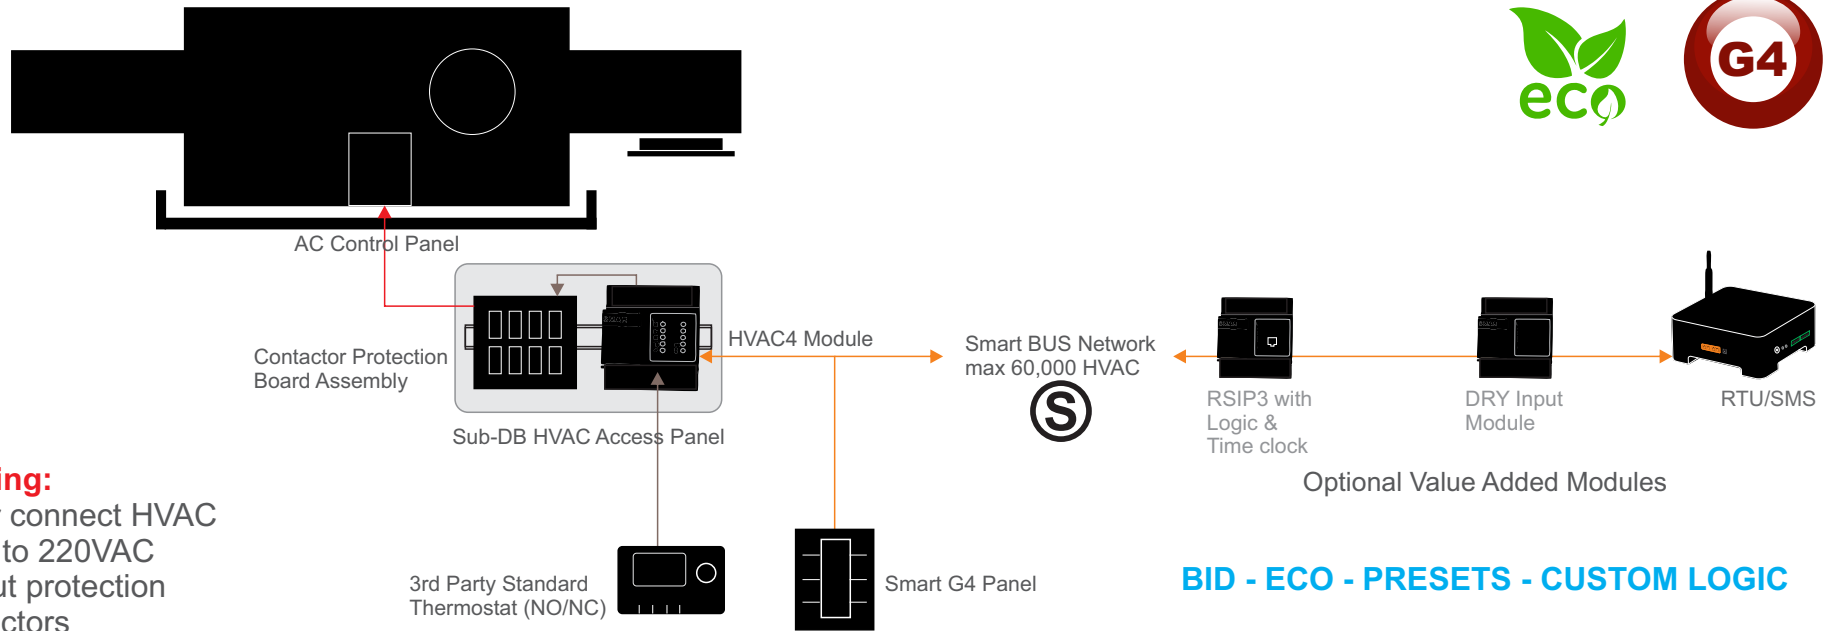 eco
G4
AC Control Panel
HVAC4 Module
Contactor Protection
Board Assembly
Sub-DB HVAC Access Panel
Smart BUS Network
max 60,000 HVAC
S
RSIP3 with
Logic &
Time clock
DRY Input
Module
RTU/SMS
Optional Value Added Modules
ing:
connect HVAC
to 220VAC
ut protection
ctors
3rd Party Standard
Thermostat (NO/NC)
Smart G4 Panel
BID - ECO - PRESETS - CUSTOM LOGIC